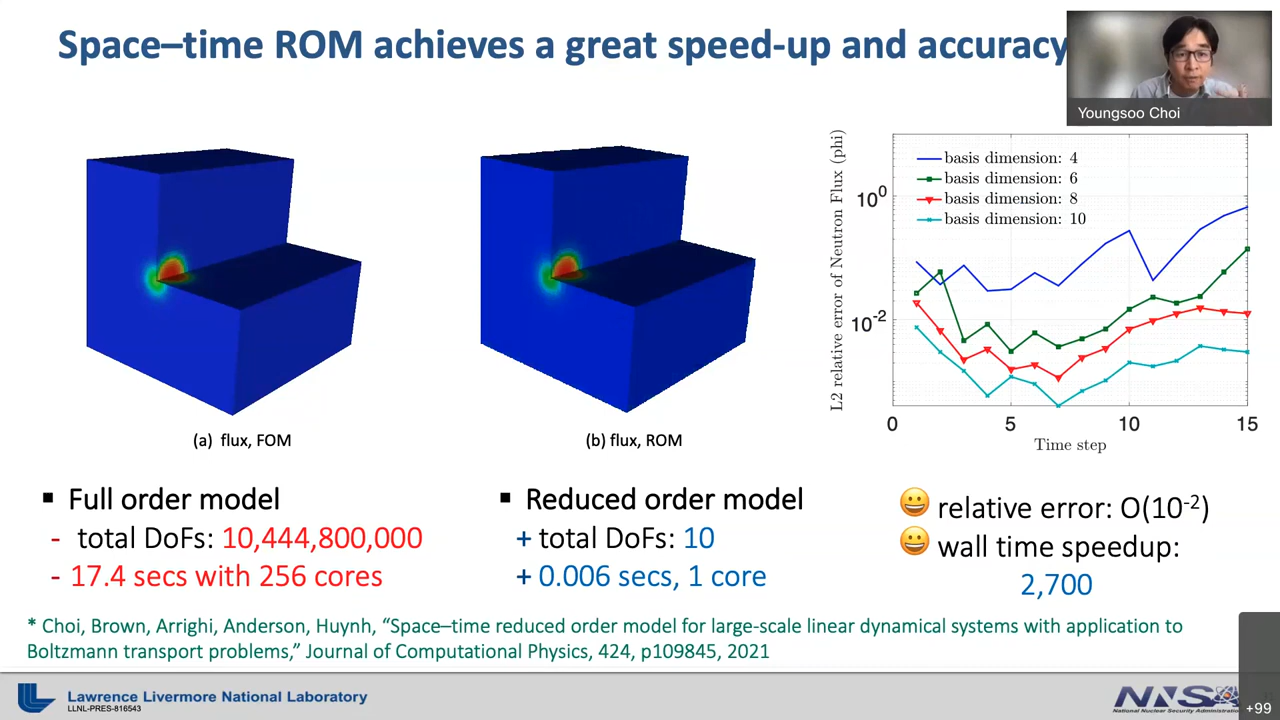 Space–time ROM achieves a great speed-up and accuracy
Youngsoo Choi
L2 relative error of Neutron Flux (phi)
10⁰
10⁻²
basis dimension: 4
basis dimension: 6
basis dimension: 8
basis dimension: 10
0
5
10
15
Time step
(a) flux, FOM
(b) flux, ROM
▪ Full order model
- total DoFs: 10,444,800,000
- 17.4 secs with 256 cores
▪ Reduced order model
+ total DoFs: 10
+ 0.006 secs, 1 core
😀 relative error: O(10⁻²)
😀 wall time speedup:
2,700
* Choi, Brown, Arrighi, Anderson, Huynh, “Space–time reduced order model for large-scale linear dynamical systems with application to
Boltzmann transport problems,” Journal of Computational Physics, 424, p109845, 2021
Lawrence Livermore National Laboratory
LLNL-PRES-816543
National Nuclear Security
+99